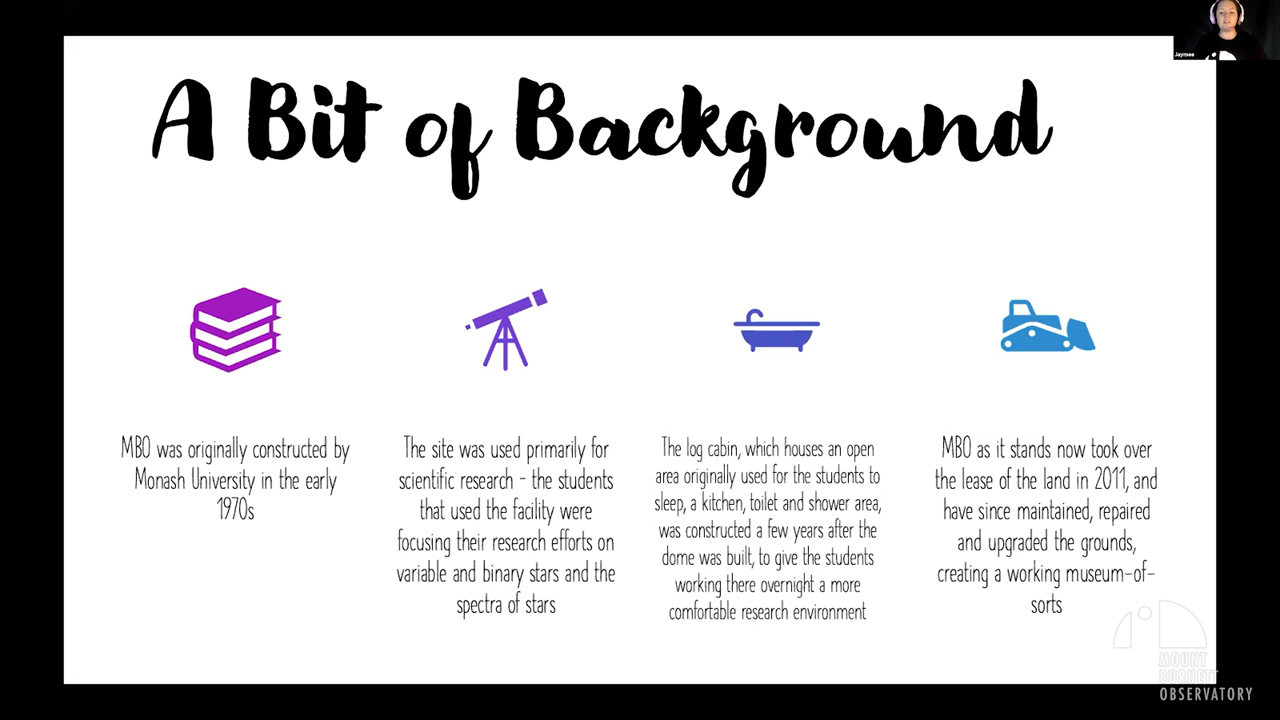 Jaymee
A Bit of Background
MBO was originally constructed by
Monash University in the early
1970s
The site was used primarily for
scientific research - the students
that used the facility were
focusing their research efforts on
variable and binary stars and the
spectra of stars
The log cabin, which houses an open
area originally used for the students to
sleep, a kitchen, toilet and shower area,
was constructed a few years after the
dome was built, to give the students
working there overnight a more
comfortable research environment
MBO as it stands now took over
the lease of the land in 2011, and
have since maintained, repaired
and upgraded the grounds,
creating a working museum-of-
sorts
MOUNT
BURNETT
OBSERVATORY